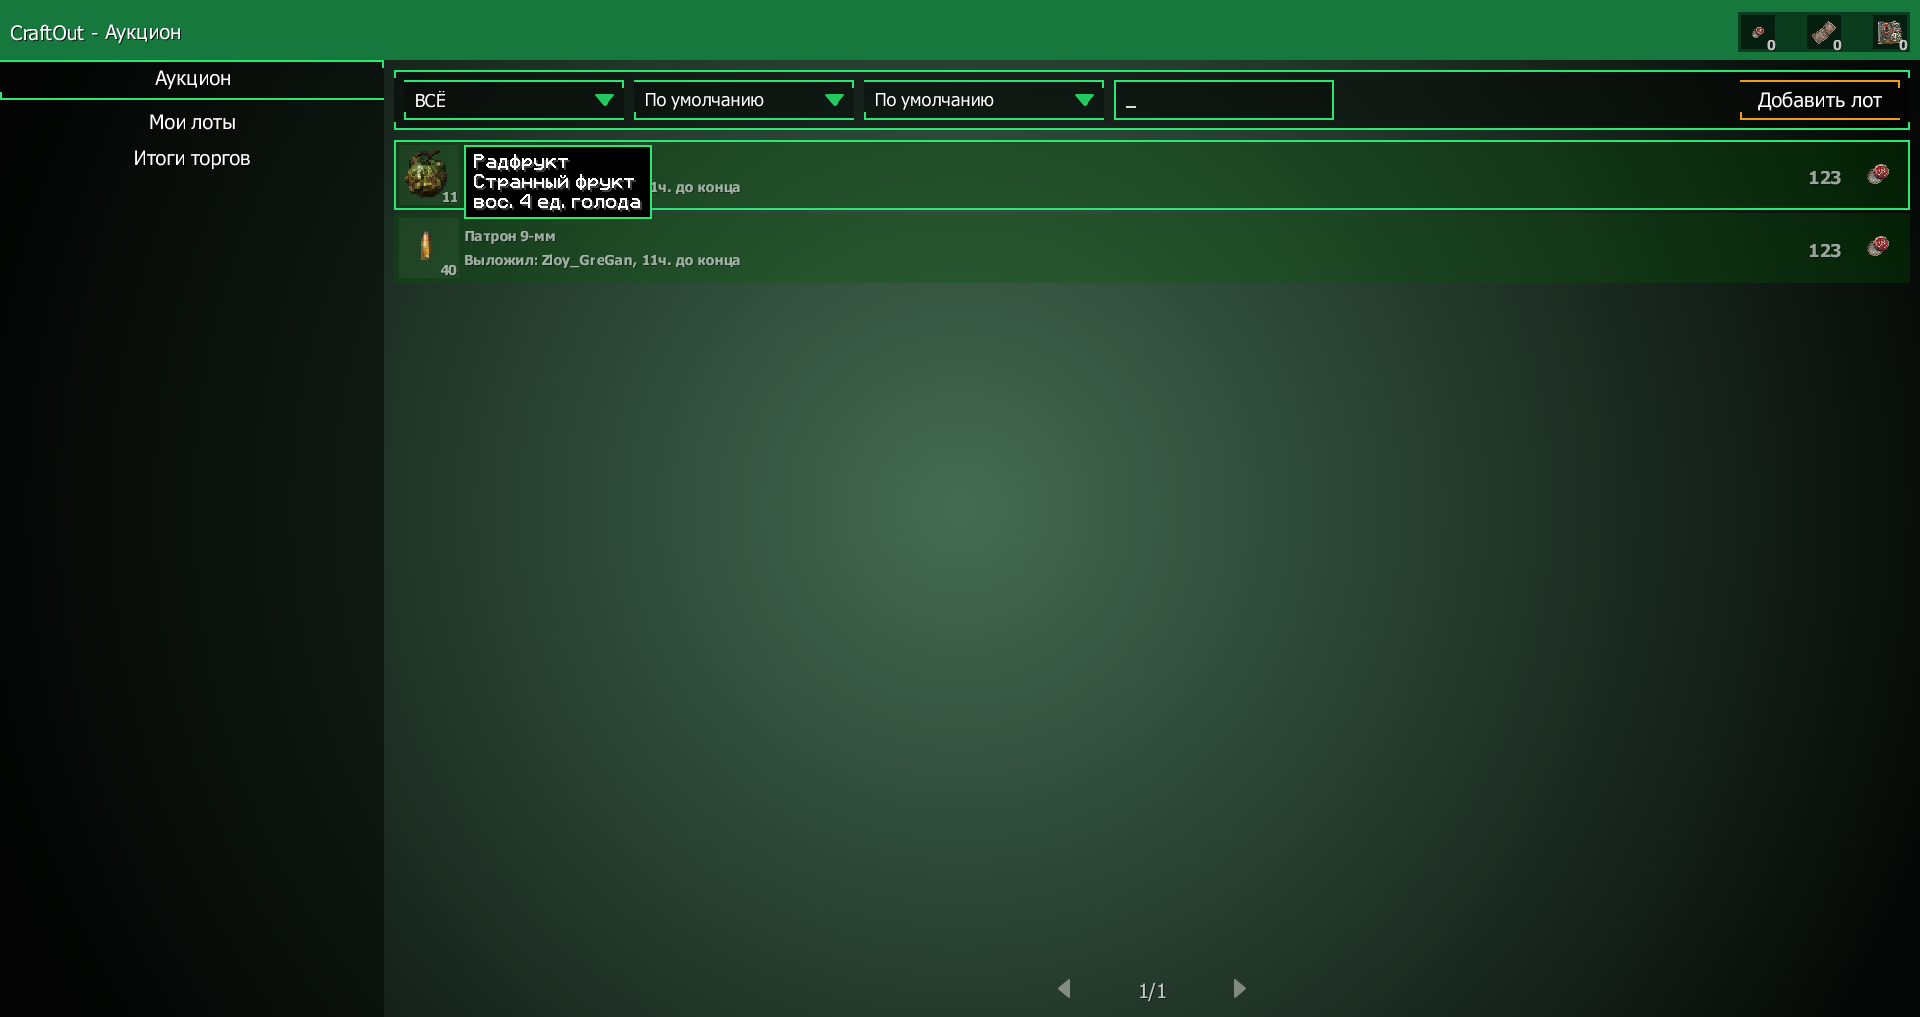 CraftOut - Аукцион
0 0 0
Аукцион
Мои лоты
Итоги торгов
ВСЁ
По умолчанию
По умолчанию
_
Добавить лот
11
Радфрукт
Странный фрукт
вос. 4 ед. голода
1ч. до конца
123
40
Патрон 9-мм
Выложил: Zloy_GreGan, 11ч. до конца
123
1/1